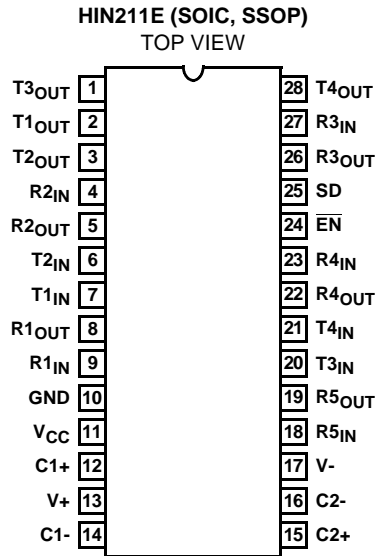 HIN211E (SOIC, SSOP)
TOP VIEW
T3OUT 1 28 T4OUT
T1OUT 2 27 R3IN
T2OUT 3 26 R3OUT
R2IN 4 25 SD
R2OUT 5 24 E̅N̅
T2IN 6 23 R4IN
T1IN 7 22 R4OUT
R1OUT 8 21 T4IN
R1IN 9 20 T3IN
GND 10 19 R5OUT
VCC 11 18 R5IN
C1+ 12 17 V-
V+ 13 16 C2-
C1- 14 15 C2+